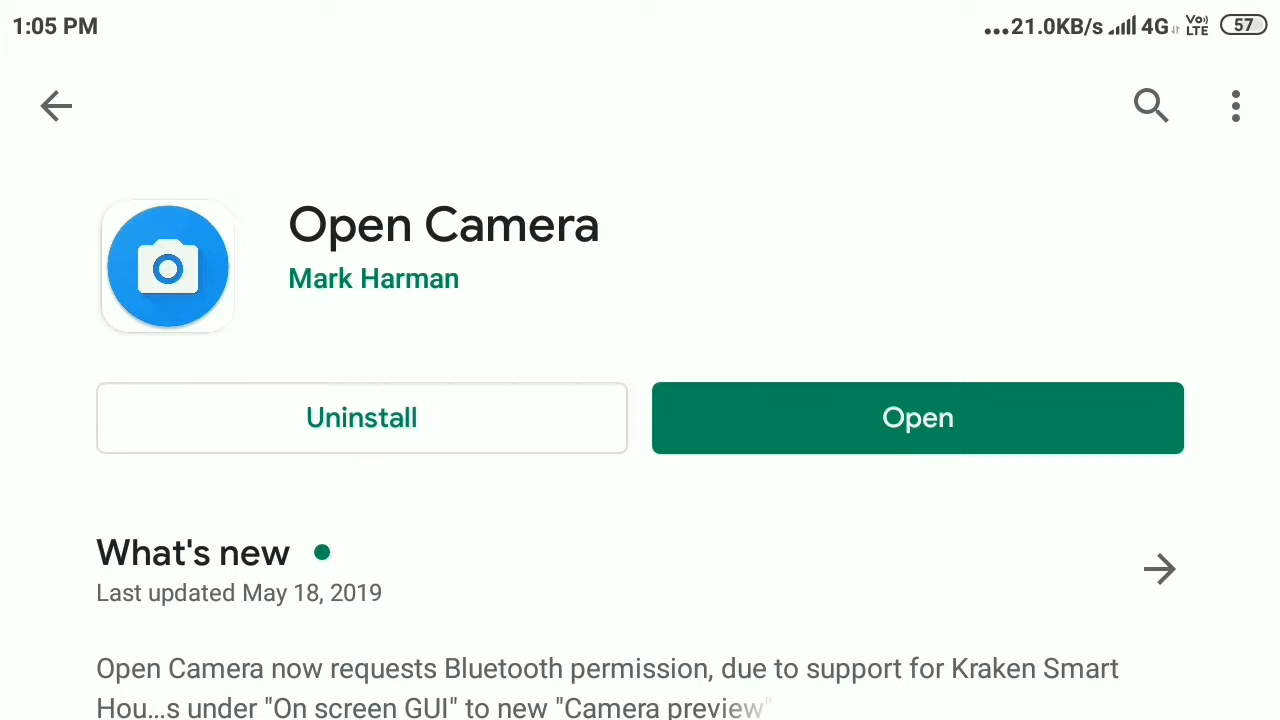 1:05 PM
...21.0KB/s 4G Vo) LTE 57
Open Camera
Mark Harman
Uninstall
Open
What's new
Last updated May 18, 2019
Open Camera now requests Bluetooth permission, due to support for Kraken Smart
Hou...s under "On screen GUI" to new "Camera preview"